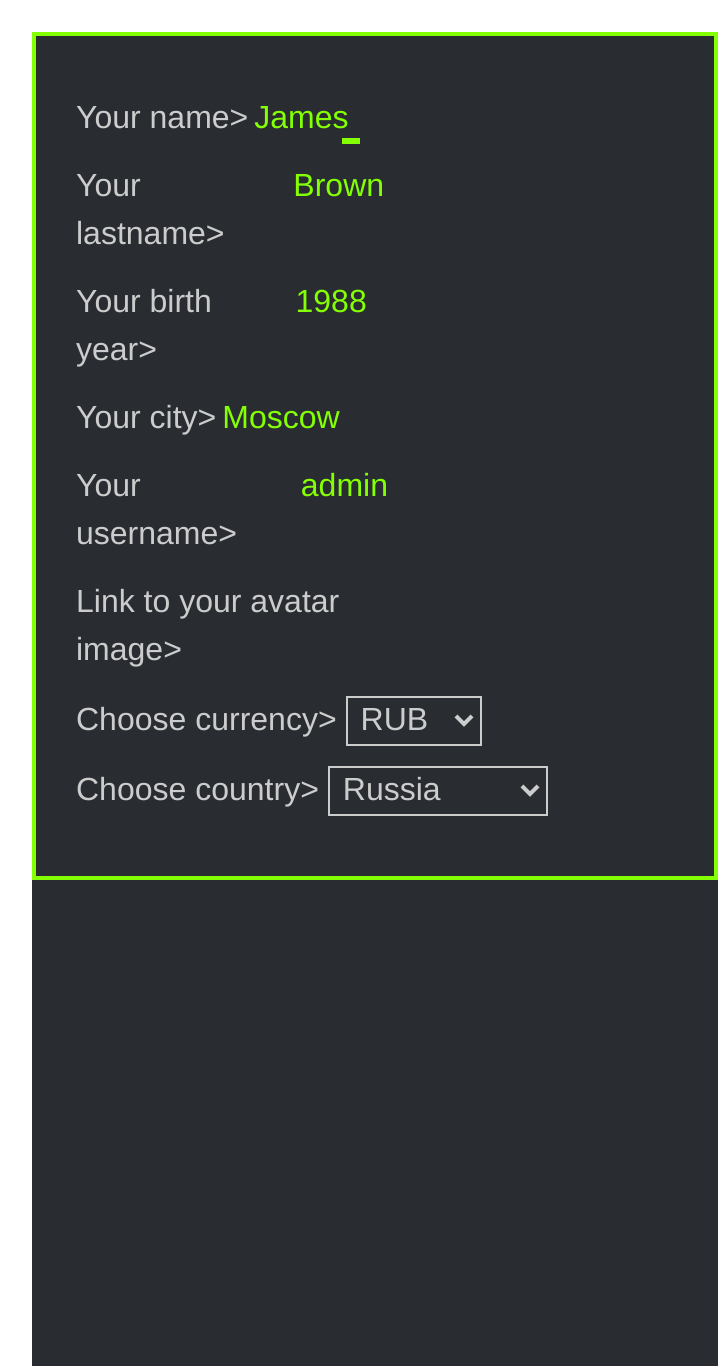 Your name> James
Your Brown
lastname>
Your birth 1988
year>
Your city> Moscow
Your admin
username>
Link to your avatar
image>
Choose currency> RUB
Choose country> Russia